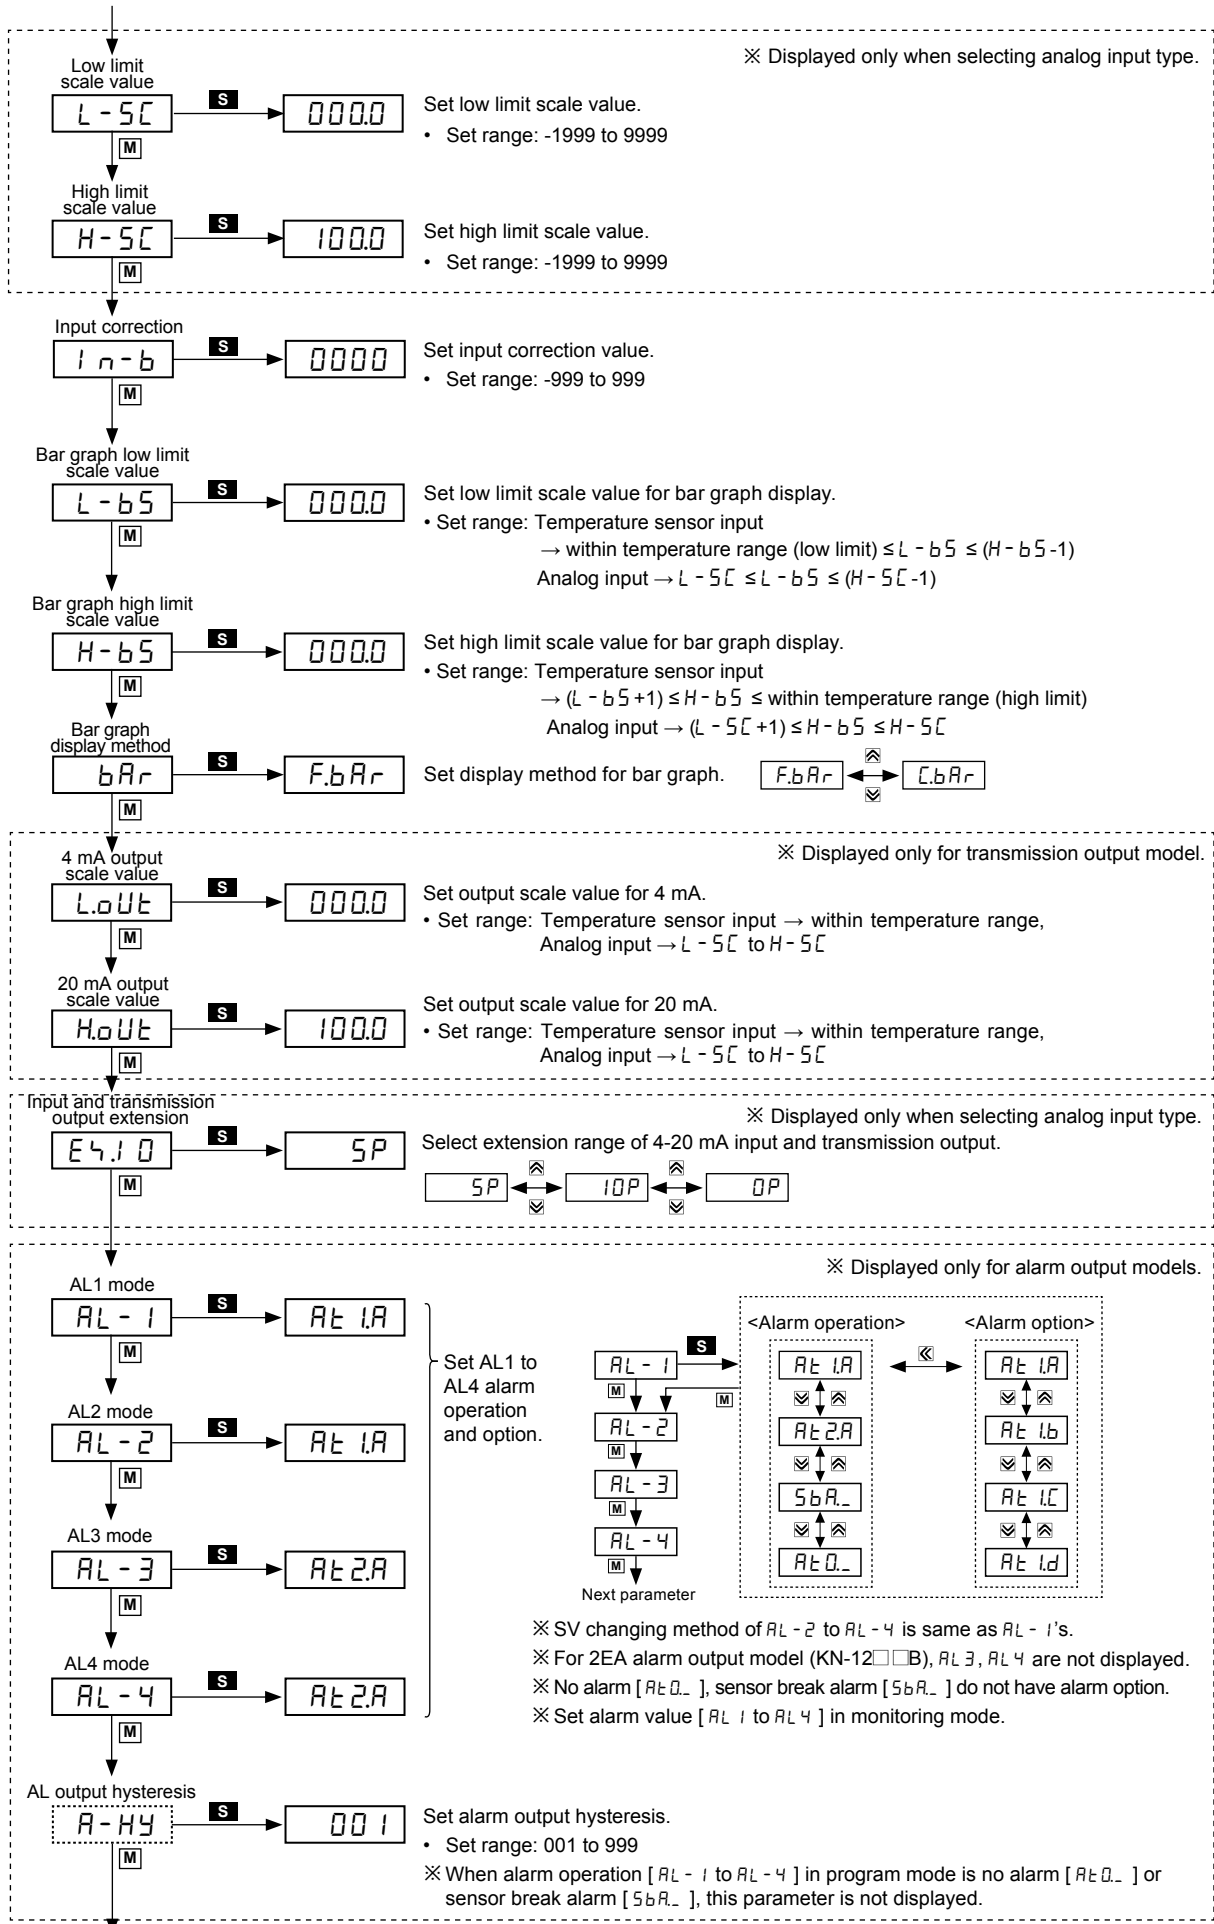 ※ Displayed only when selecting analog input type.
Low limit
scale value
L-SC S 000.0
Set low limit scale value.
• Set range: -1999 to 9999
M
High limit
scale value
H-SC S 100.0
Set high limit scale value.
• Set range: -1999 to 9999
M
Input correction
In-b S 0000
Set input correction value.
• Set range: -999 to 999
M
Bar graph low limit
scale value
L-bS S 000.0
Set low limit scale value for bar graph display.
• Set range: Temperature sensor input
→ within temperature range (low limit) ≤ L-bS ≤ (H-bS-1)
Analog input → L-SC ≤ L-bS ≤ (H-SC-1)
M
Bar graph high limit
scale value
H-bS S 000.0
Set high limit scale value for bar graph display.
• Set range: Temperature sensor input
→ (L-bS+1) ≤ H-bS ≤ within temperature range (high limit)
Analog input → (L-SC+1) ≤ H-bS ≤ H-SC
M
Bar graph
display method
bAr S F.bAr
Set display method for bar graph. F.bAr C.bAr
M
※ Displayed only for transmission output model.
4 mA output
scale value
L.oUt S 000.0
Set output scale value for 4 mA.
• Set range: Temperature sensor input → within temperature range,
Analog input → L-SC to H-SC
M
20 mA output
scale value
H.oUt S 100.0
Set output scale value for 20 mA.
• Set range: Temperature sensor input → within temperature range,
Analog input → L-SC to H-SC
M
※ Displayed only when selecting analog input type.
Input and transmission
output extension
E4.IO S 5P
Select extension range of 4-20 mA input and transmission output.
5P 10P 0P
M
※ Displayed only for alarm output models.
AL1 mode
AL-1 S At1.A
M
AL2 mode
AL-2 S At1.A
M
AL3 mode
AL-3 S At2.A
M
AL4 mode
AL-4 S At2.A
M
Set AL1 to
AL4 alarm
operation
and option.
AL-1 S
M M
AL-2
M
AL-3
M
AL-4
M
Next parameter
<Alarm operation> <Alarm option>
At1.A At1.A
At2.A At1.b
SbA._ At1.C
At0._ At1.d
※ SV changing method of AL-2 to AL-4 is same as AL-1's.
※ For 2EA alarm output model (KN-12□□B), AL3, AL4 are not displayed.
※ No alarm [ At0._ ], sensor break alarm [ SbA._ ] do not have alarm option.
※ Set alarm value [ AL1 to AL4 ] in monitoring mode.
AL output hysteresis
A-HY S 001
Set alarm output hysteresis.
• Set range: 001 to 999
※ When alarm operation [ AL-1 to AL-4 ] in program mode is no alarm [ At0._ ] or
sensor break alarm [ SbA._ ], this parameter is not displayed.
M